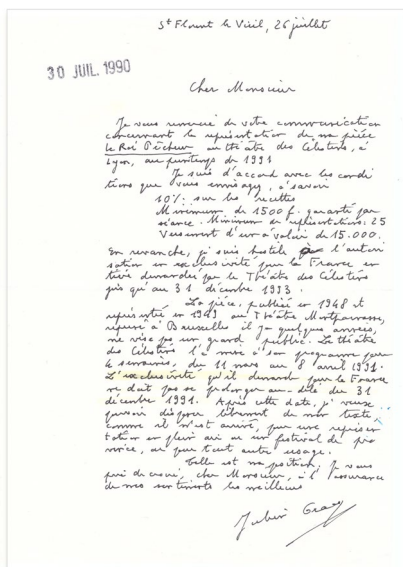 St Florent le Vieil, 26 juillet
30 JUIL. 1990
Cher Monsieur
Je vous remercie de votre communication
concernant la représentation de ma pièce
Le Roi Pêcheur au théâtre des Célestins, à
Lyon, au printemps de 1991
Je suis d'accord avec les condi
tions que vous envisagez, à savoir
10% sur les recettes
Minimum de 1500 f. garanti par
séance. Minimum de représentations: 25
Versement d'un à valoir de 15.000.
En revanche, je suis hostile à l'autori
sation en exclusivité pour la France en
tière demandée par le Théâtre des Célestins
jusqu'au 31 décembre 1993.
La pièce, publiée en 1948 et
représentée en 1949 au Théâtre Montparnasse,
reprise à Bruxelles il y a quelques années,
ne vise pas un grand public. Le théâtre
des Célestins l'a mise à son programme pour
4 semaines, du 11 mars au 8 avril 1991.
L'exclusivité qu'il demande pour la France
ne doit pas se prolonger au-delà du 31
décembre 1991. Après cette date, je veux
pouvoir disposer librement de mon texte
comme il m'est arrivé, pour une représen
tation en plein air ou un festival de pro
vince, ou pour tout autre usage.
Telle est ma position. Je vous
prie de croire, cher Monsieur, à l'assurance
de mes sentiments les meilleurs
Julien Gracq